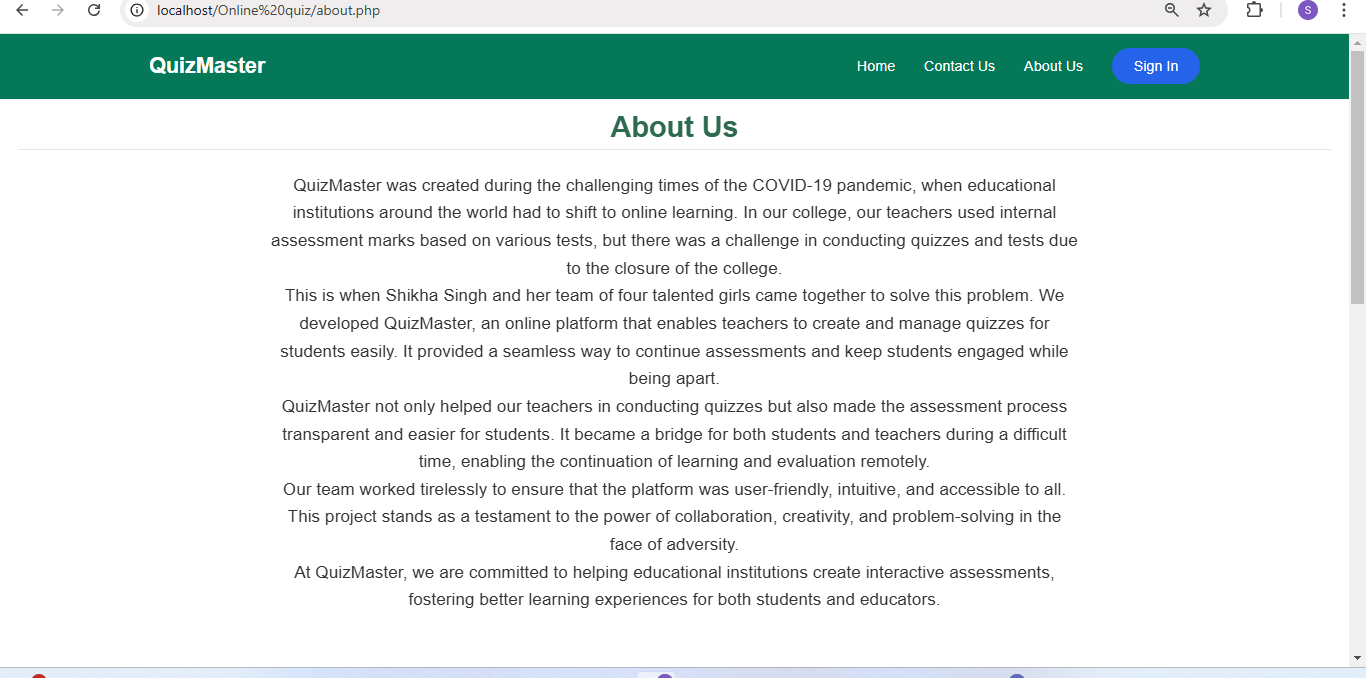 localhost/Online%20quiz/about.php
S
QuizMaster
Home Contact Us About Us Sign In
About Us
QuizMaster was created during the challenging times of the COVID-19 pandemic, when educational
institutions around the world had to shift to online learning. In our college, our teachers used internal
assessment marks based on various tests, but there was a challenge in conducting quizzes and tests due
to the closure of the college.
This is when Shikha Singh and her team of four talented girls came together to solve this problem. We
developed QuizMaster, an online platform that enables teachers to create and manage quizzes for
students easily. It provided a seamless way to continue assessments and keep students engaged while
being apart.
QuizMaster not only helped our teachers in conducting quizzes but also made the assessment process
transparent and easier for students. It became a bridge for both students and teachers during a difficult
time, enabling the continuation of learning and evaluation remotely.
Our team worked tirelessly to ensure that the platform was user-friendly, intuitive, and accessible to all.
This project stands as a testament to the power of collaboration, creativity, and problem-solving in the
face of adversity.
At QuizMaster, we are committed to helping educational institutions create interactive assessments,
fostering better learning experiences for both students and educators.